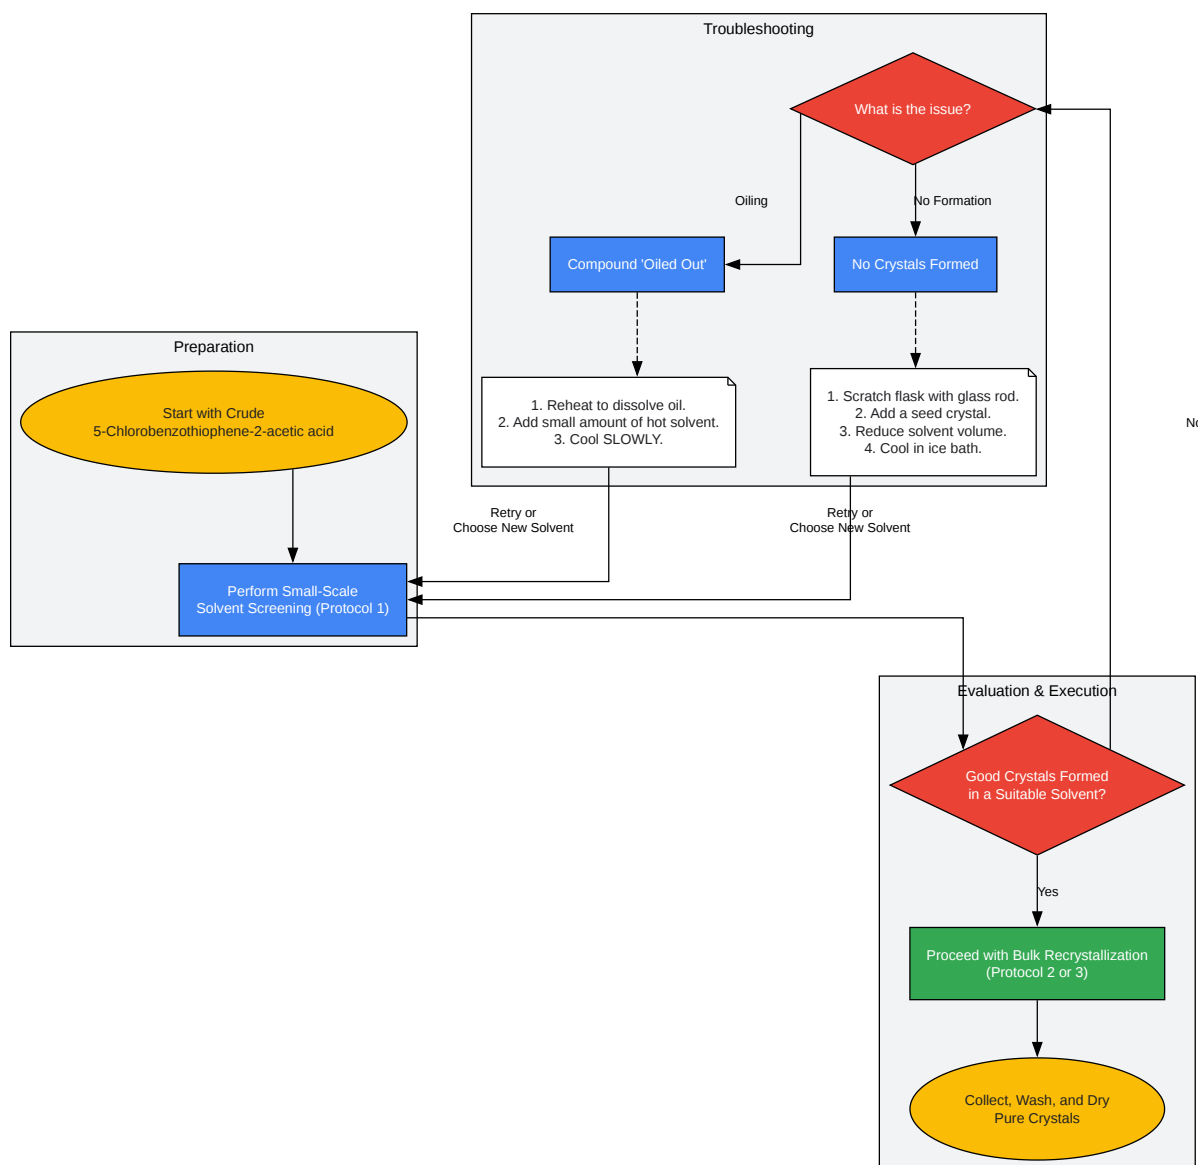 Troubleshooting
What is the issue?
Oiling
No Formation
Compound 'Oiled Out'
No Crystals Formed
1. Reheat to dissolve oil.
2. Add small amount of hot solvent.
3. Cool SLOWLY.
1. Scratch flask with glass rod.
2. Add a seed crystal.
3. Reduce solvent volume.
4. Cool in ice bath.
Retry or
Choose New Solvent
Retry or
Choose New Solvent
Preparation
Start with Crude
5-Chlorobenzothiophene-2-acetic acid
Perform Small-Scale
Solvent Screening (Protocol 1)
No
Evaluation & Execution
Good Crystals Formed
in a Suitable Solvent?
Yes
Proceed with Bulk Recrystallization
(Protocol 2 or 3)
Collect, Wash, and Dry
Pure Crystals